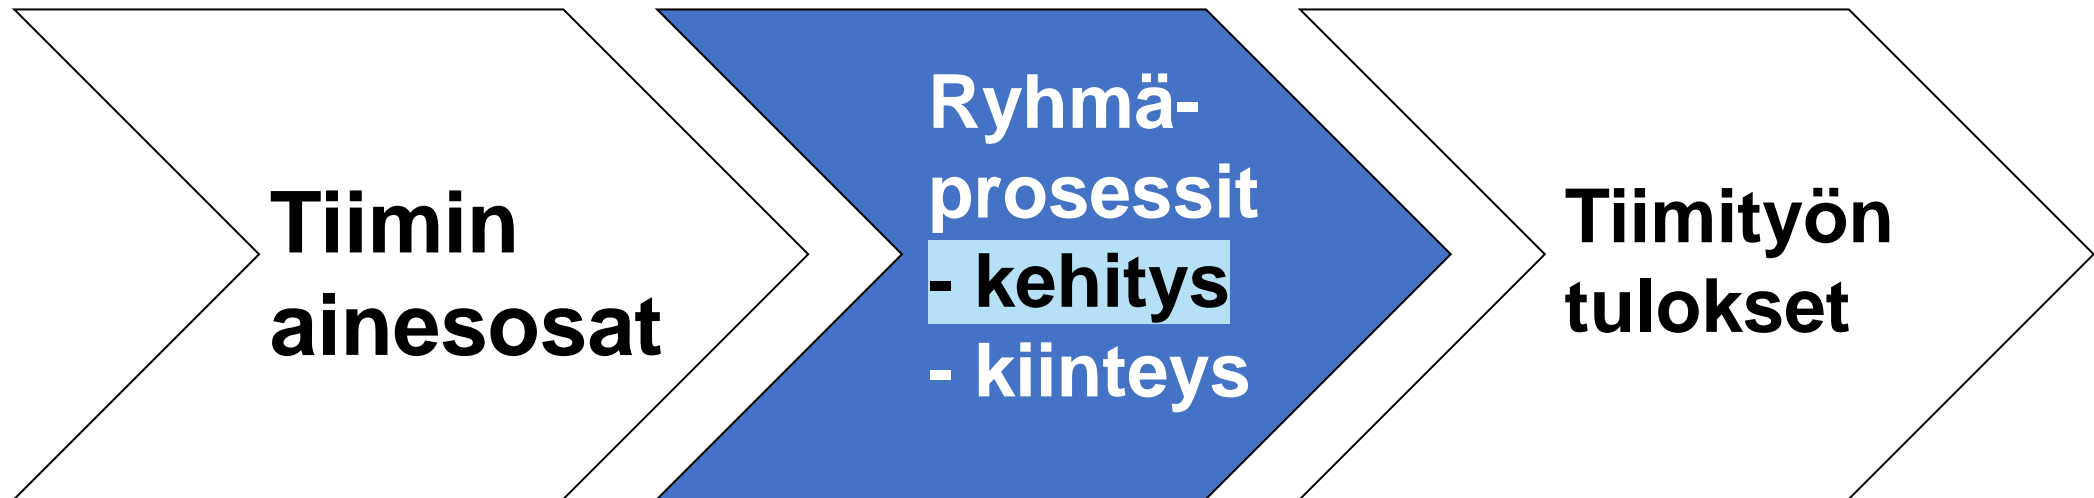 Tiimin
ainesosat
Ryhmä-
prosessit
- kehitys
- kiinteys
Tiimityön
tulokset